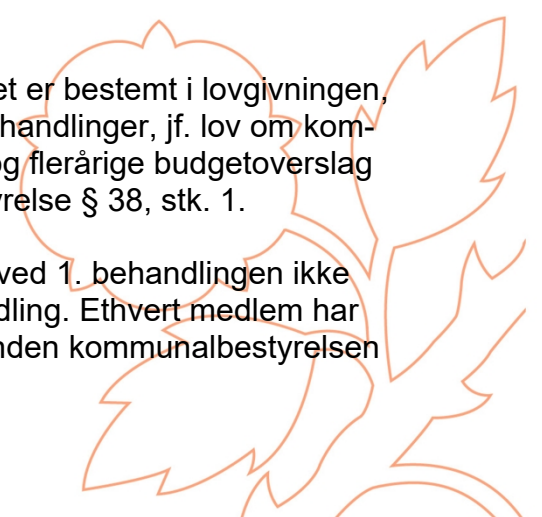 et er bestemt i lovgivningen,
handlinger, jf. lov om kom-
og flerårige budgetoverslag
relse § 38, stk. 1.
ved 1. behandlingen ikke
dling. Ethvert medlem har
nden kommunalbestyrelsen